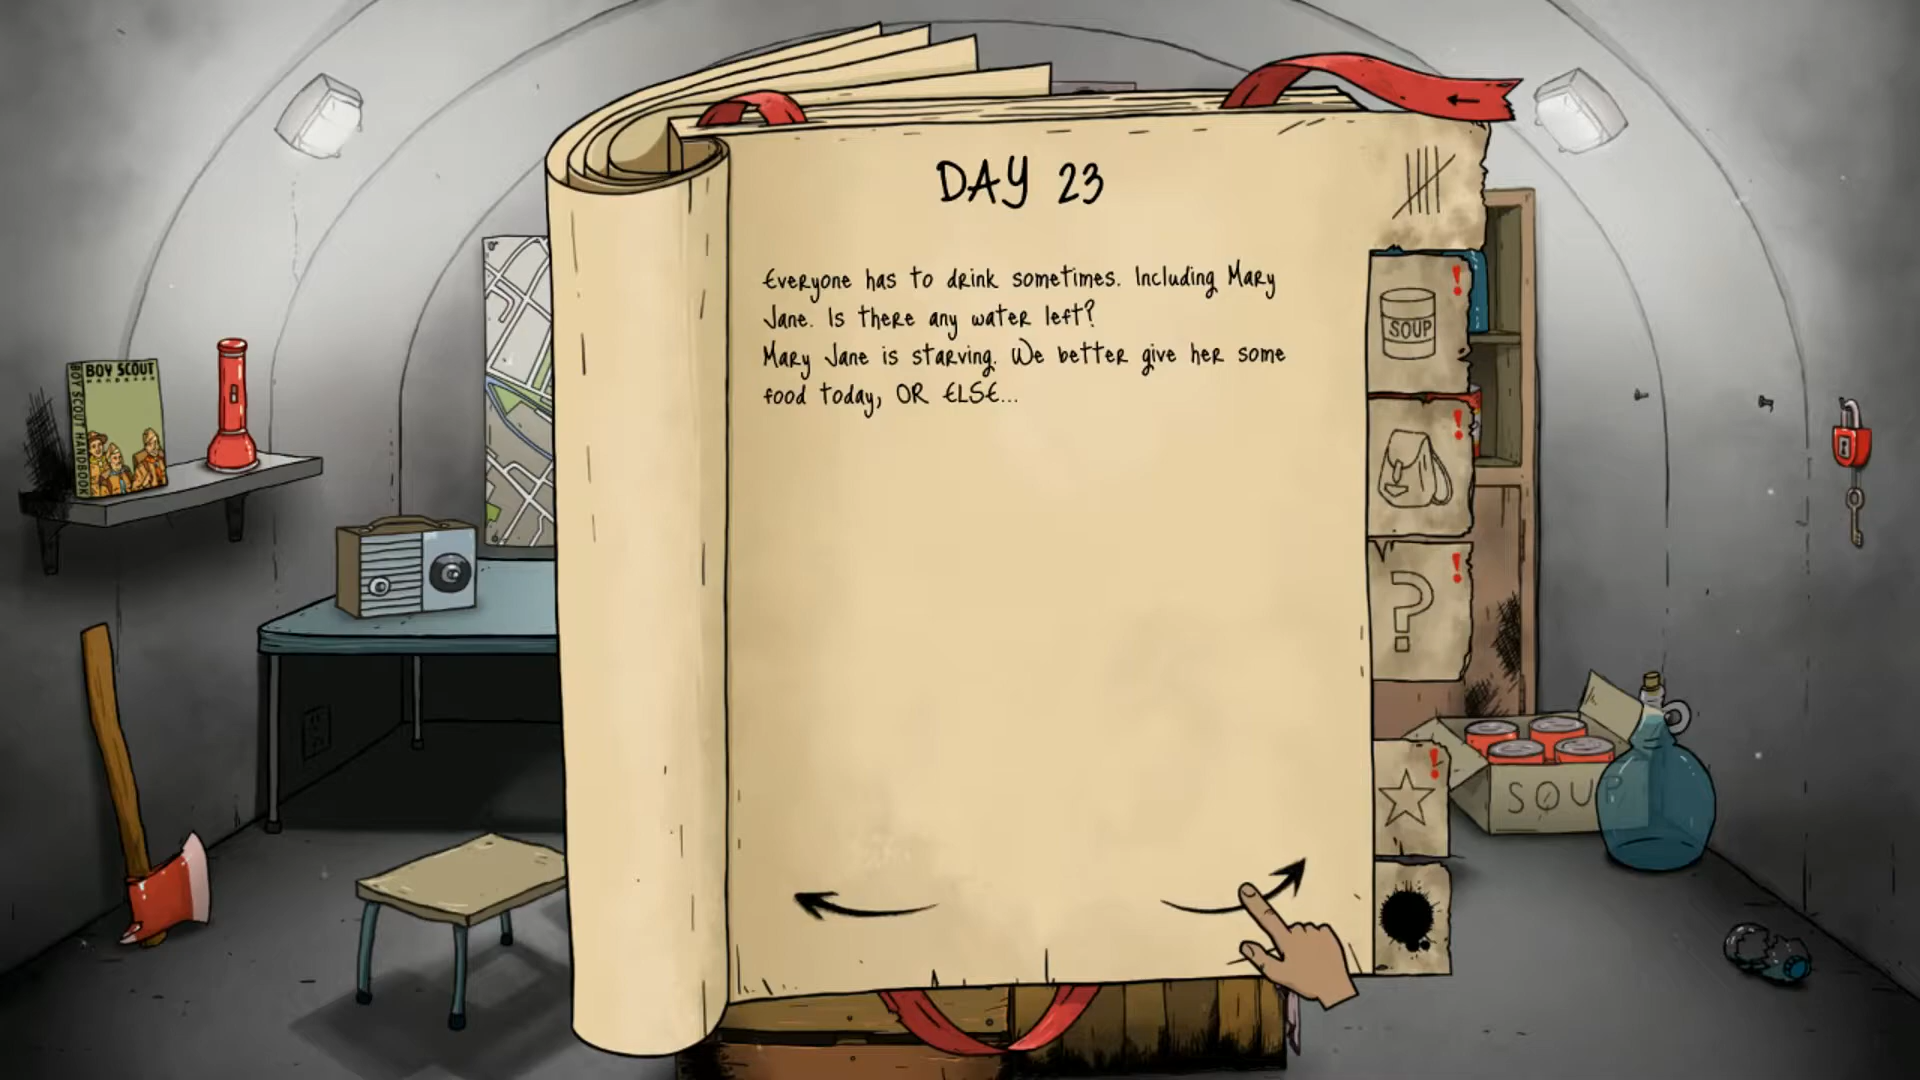 DAY 23
Everyone has to drink sometimes. Including Mary
Jane. Is there any water left?
Mary Jane is starving. We better give her some
food today, OR ELSE...
BOY SCOUT
HANDBOOK
BOY SCOUT HANDBOOK
SOUP
SOUP